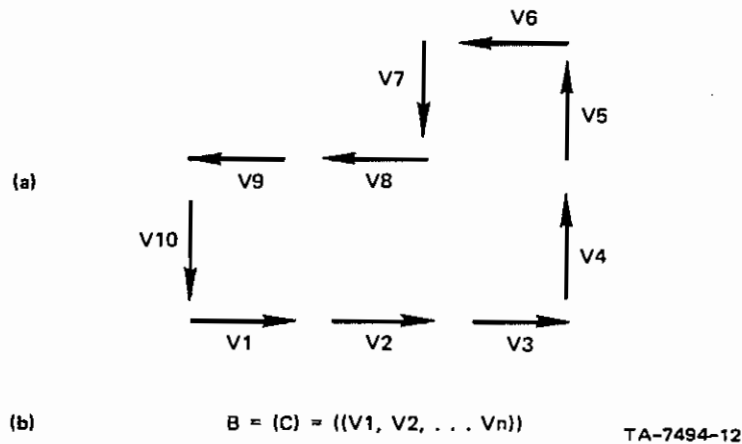 V6
V7
V5
(a)
V9
V8
V10
V4
V1
V2
V3
(b)
B = (C) = ((V1, V2, . . . Vn))
TA-7494-12